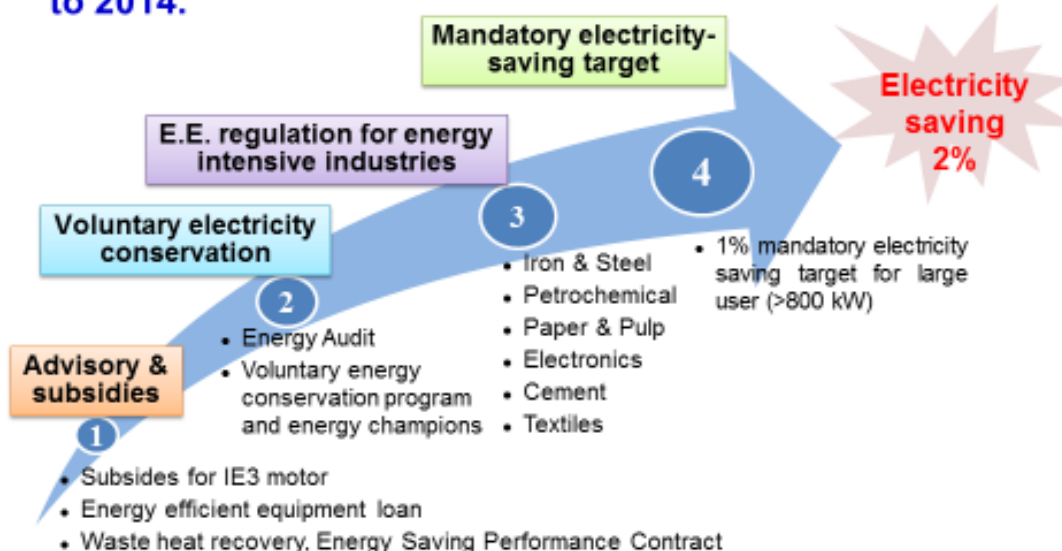 to 2014.
Mandatory electricity-
saving target
Electricity
saving
2%
E.E. regulation for energy
intensive industries
4
3
Voluntary electricity
conservation
• 1% mandatory electricity
saving target for large
user (>800 kW)
• Iron & Steel
• Petrochemical
• Paper & Pulp
• Electronics
• Cement
• Textiles
2
• Energy Audit
• Voluntary energy
conservation program
and energy champions
Advisory &
subsidies
1
• Subsides for IE3 motor
• Energy efficient equipment loan
• Waste heat recovery, Energy Saving Performance Contract